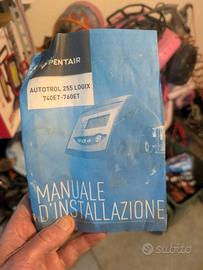 PENTAIR
AUTOTROL 255 LOGIX
740ET-760ET
MANUALE
D'INSTALLAZIONE
subito